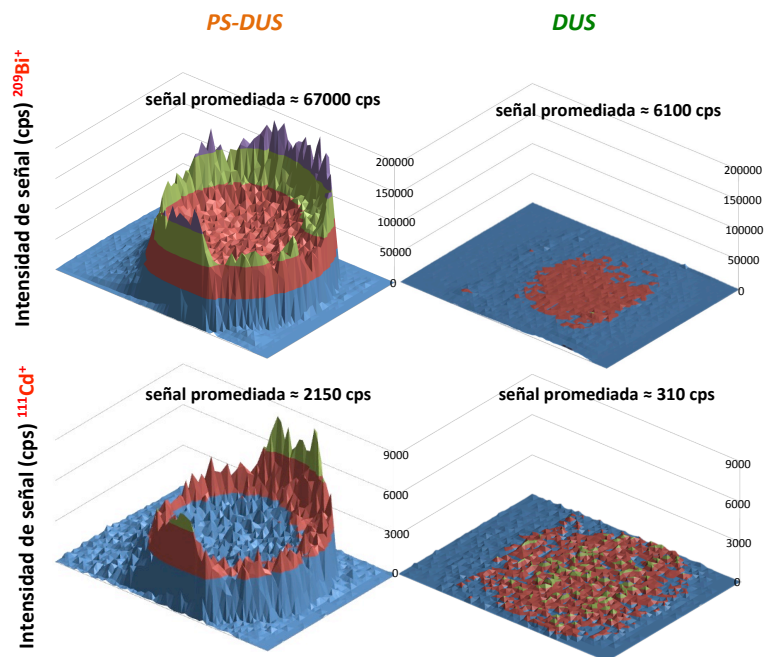 PS-DUS
DUS
Intensidad de señal (cps) ²⁰⁹Bi⁺
señal promediada ≈ 67000 cps
200000
150000
100000
50000
0
señal promediada ≈ 6100 cps
200000
150000
100000
50000
0
Intensidad de señal (cps) ¹¹¹Cd⁺
señal promediada ≈ 2150 cps
9000
6000
3000
0
señal promediada ≈ 310 cps
9000
6000
3000
0